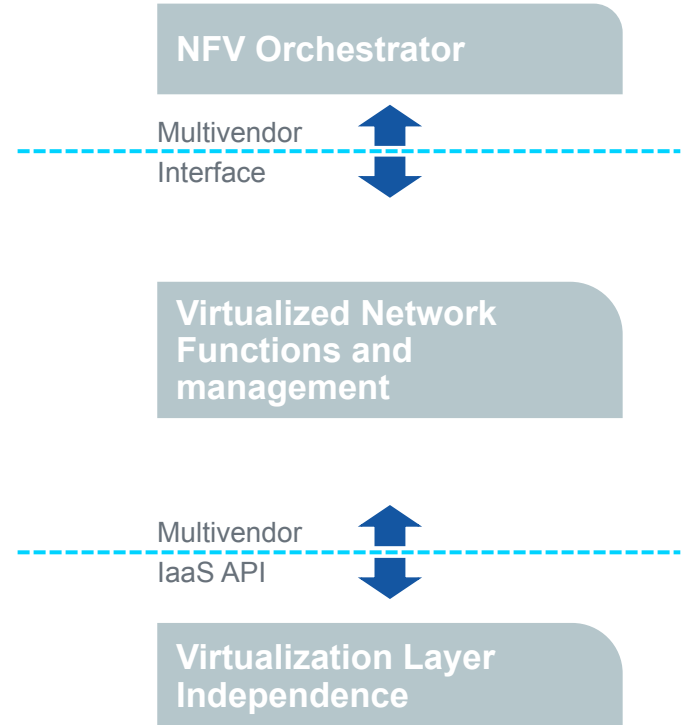 NFV Orchestrator
Multivendor
Interface
Virtualized Network
Functions and
management
Multivendor
IaaS API
Virtualization Layer
Independence